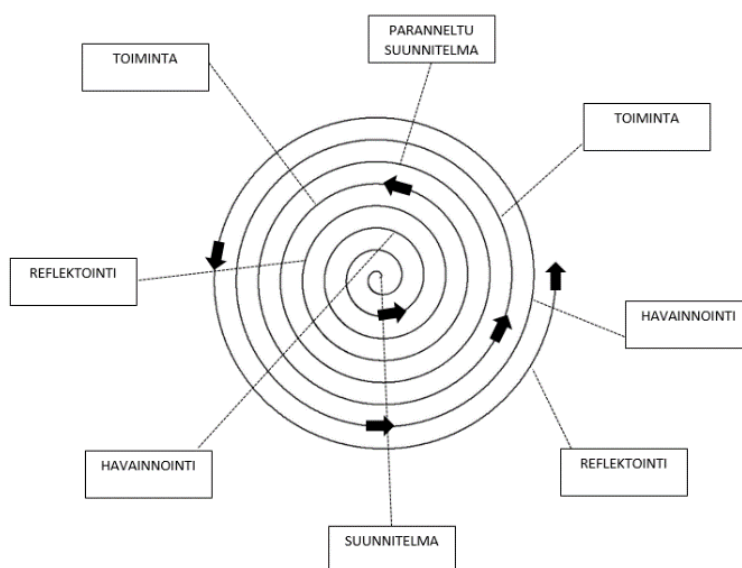 PARANNELTU
SUUNNITELMA
TOIMINTA
TOIMINTA
REFLEKTOINTI
HAVAINNOINTI
HAVAINNOINTI
REFLEKTOINTI
SUUNNITELMA